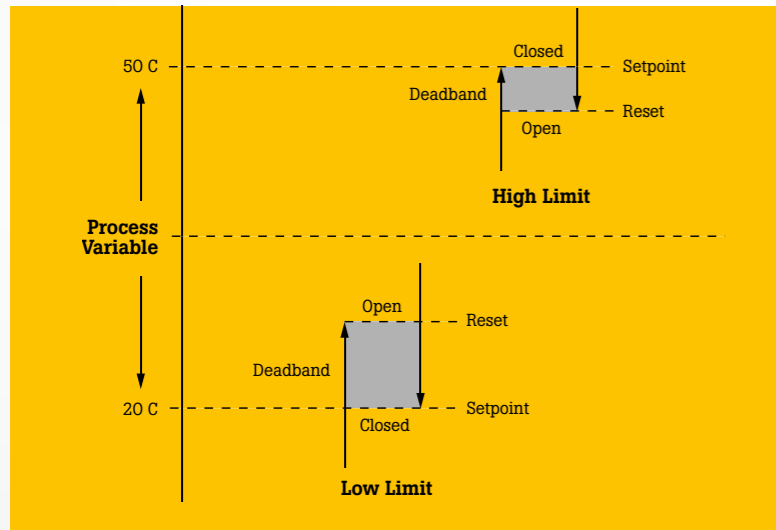 Closed
50 C
Setpoint
Deadband
Reset
Open
High Limit
Process
Variable
Open
Reset
Deadband
20 C
Setpoint
Closed
Low Limit